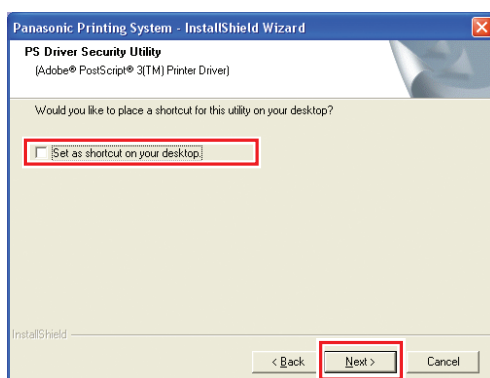 Panasonic Printing System - InstallShield Wizard
PS Driver Security Utility
(Adobe® PostScript® 3(TM) Printer Driver)
Would you like to place a shortcut for this utility on your desktop?
Set as shortcut on your desktop.
InstallShield
< Back
Next >
Cancel